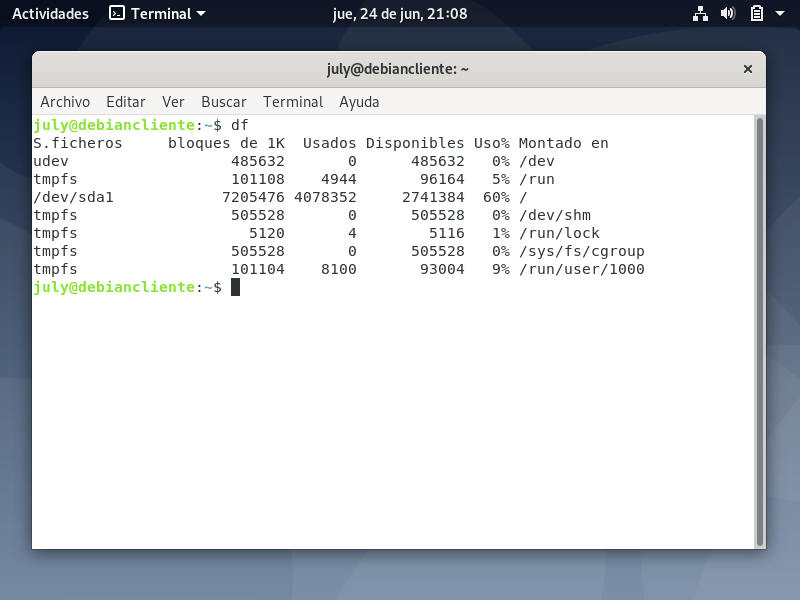 Actividades Terminal jue, 24 de jun, 21:08
july@debiancliente: ~ ×
Archivo Editar Ver Buscar Terminal Ayuda
july@debiancliente:~$ df
S.ficheros     bloques de 1K  Usados Disponibles Uso% Montado en
udev                  485632       0      485632   0% /dev
tmpfs                 101108    4944       96164   5% /run
/dev/sda1            7205476 4078352     2741384  60% /
tmpfs                 505528       0      505528   0% /dev/shm
tmpfs                   5120       4        5116   1% /run/lock
tmpfs                 505528       0      505528   0% /sys/fs/cgroup
tmpfs                 101104    8100       93004   9% /run/user/1000
july@debiancliente:~$